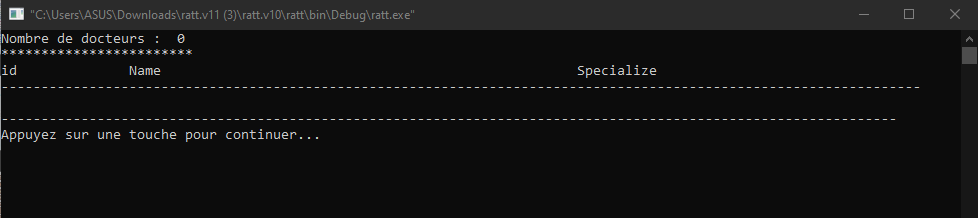 "C:\Users\ASUS\Downloads\ratt.v11 (3)\ratt.v10\ratt\bin\Debug\ratt.exe"
Nombre de docteurs :  0
************************
id              Name                                                    Specialize
-------------------------------------------------------------------------------------------------------------------
----------------------------------------------------------------------------------------------------------------
Appuyez sur une touche pour continuer...